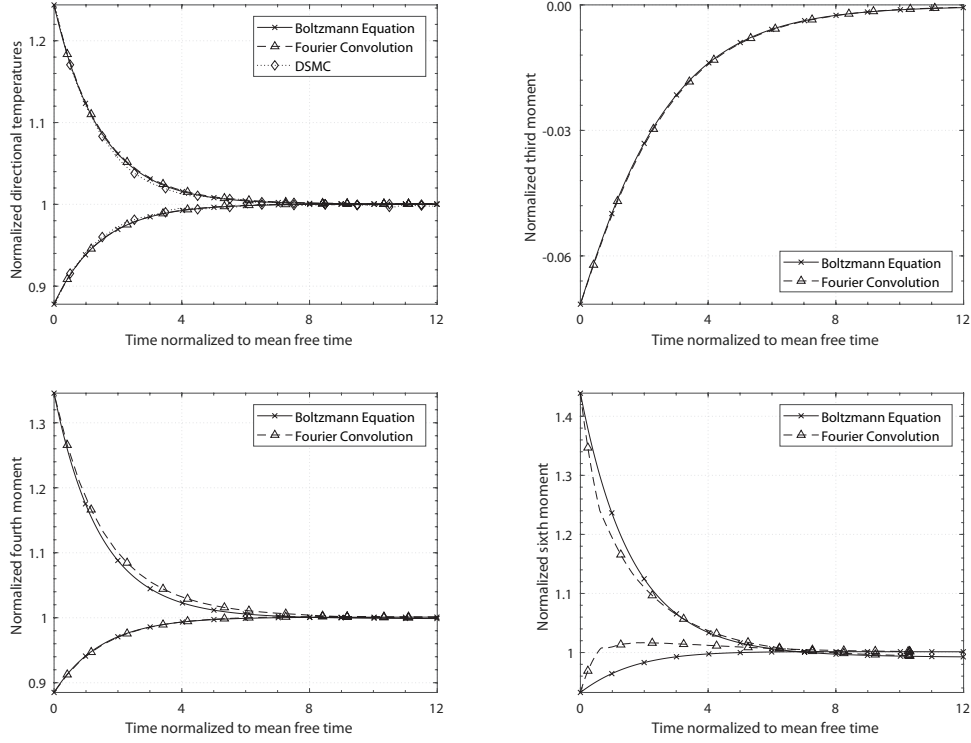 Normalized directional temperatures
1.2
1.1
1
0.9
Boltzmann Equation
Fourier Convolution
DSMC
0
4
8
12
Time normalized to mean free time
Normalized third moment
0.00
-0.03
-0.06
Boltzmann Equation
Fourier Convolution
0
4
8
12
Time normalized to mean free time
Normalized fourth moment
1.3
1.2
1.1
1
0.9
Boltzmann Equation
Fourier Convolution
0
4
8
12
Time normalized to mean free time
Normalized sixth moment
1.4
1.3
1.2
1.1
1
Boltzmann Equation
Fourier Convolution
0
4
8
12
Time normalized to mean free time